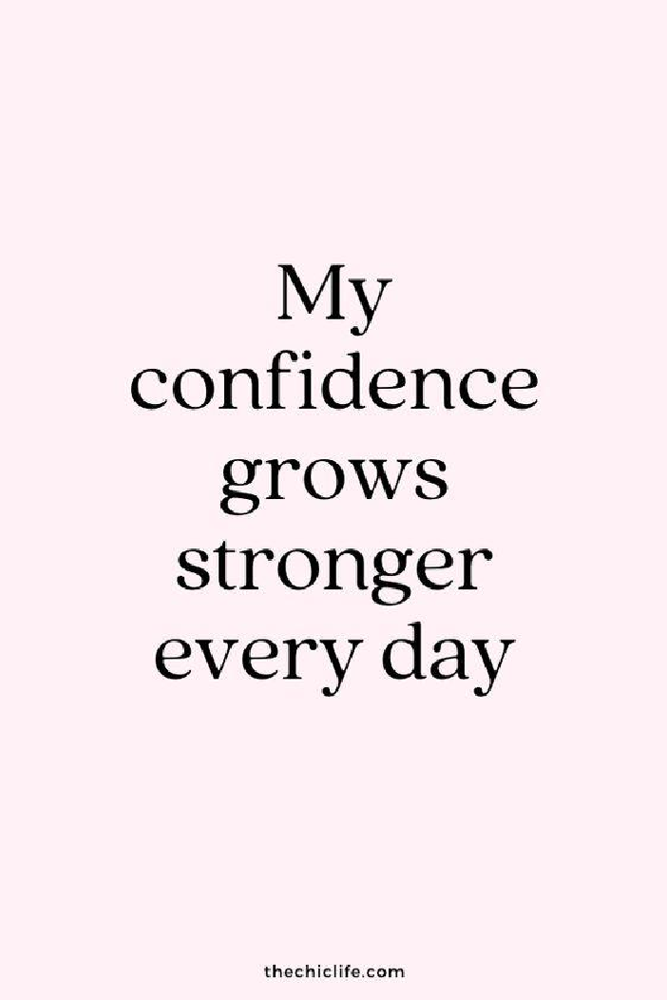 My
confidence
grows
stronger
every day
thechiclife.com